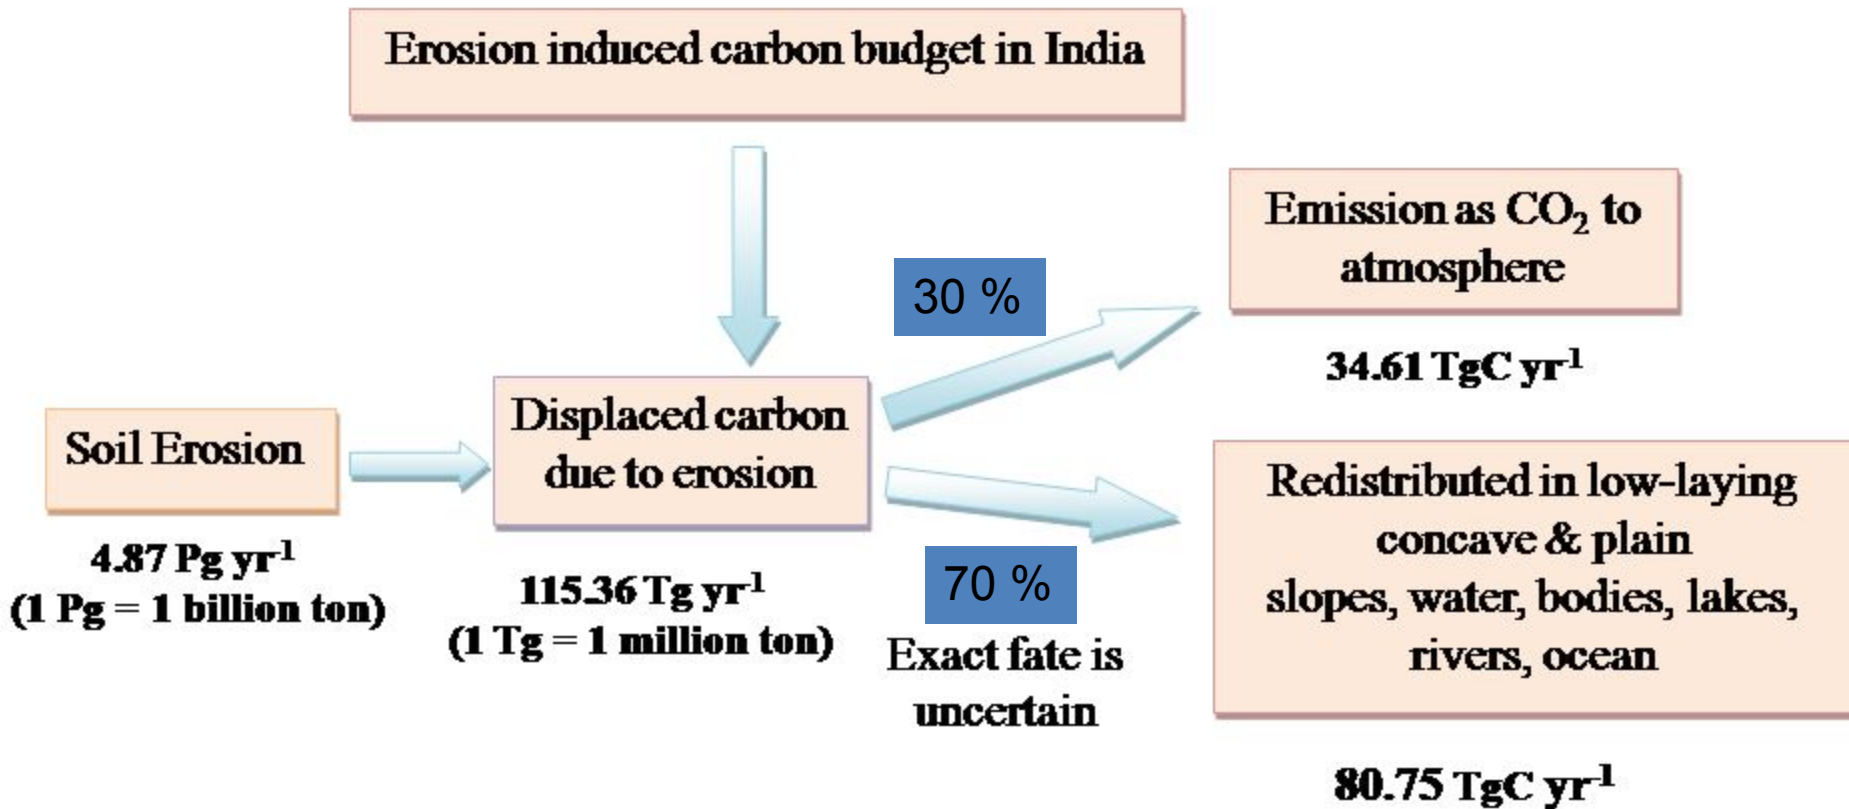 Erosion induced carbon budget in India
Soil Erosion
4.87 Pg yr⁻¹
(1 Pg = 1 billion ton)
Displaced carbon
due to erosion
115.36 Tg yr⁻¹
(1 Tg = 1 million ton)
30 %
Emission as CO₂ to
atmosphere
34.61 TgC yr⁻¹
70 %
Exact fate is
uncertain
Redistributed in low-laying
concave & plain
slopes, water, bodies, lakes,
rivers, ocean
80.75 TgC yr⁻¹